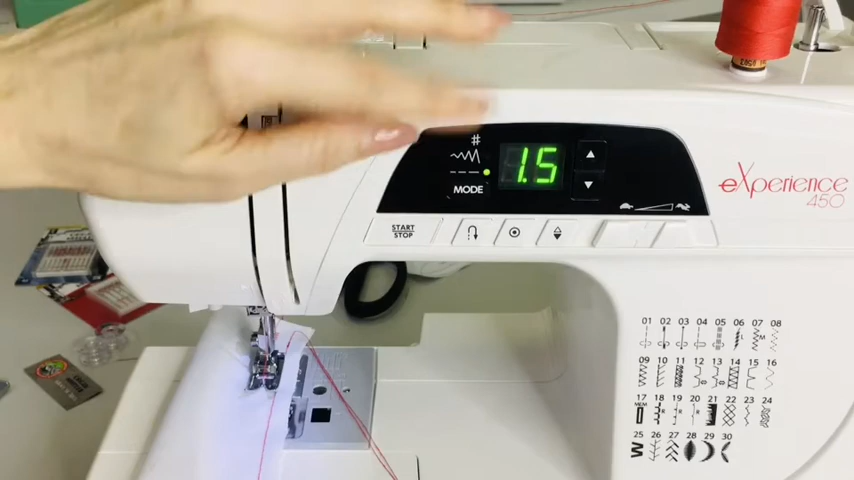 #
1.5
MODE
eXperience
450
START
STOP
01 02 03 04 05 06 07 08
L M
09 10 11 12 13 14 15 16
17 18 19 20 21 22 23 24
MEM R R
25 26 27 28 29 30